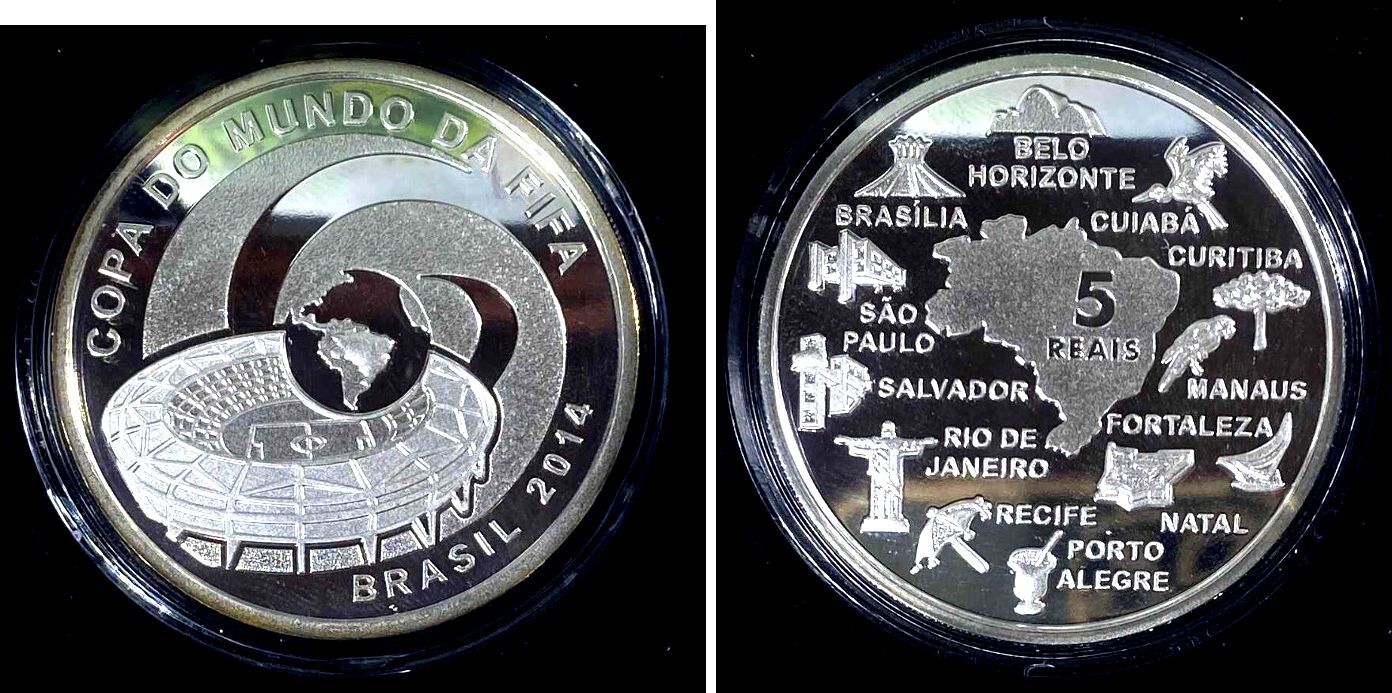 COPA DO MUNDO DA FIFA
BRASIL 2014
BELO
HORIZONTE
BRASÍLIA
CUIABÁ
CURITIBA
5
REAIS
SÃO
PAULO
MANAUS
SALVADOR
FORTALEZA
RIO DE
JANEIRO
RECIFE
NATAL
PORTO
ALEGRE